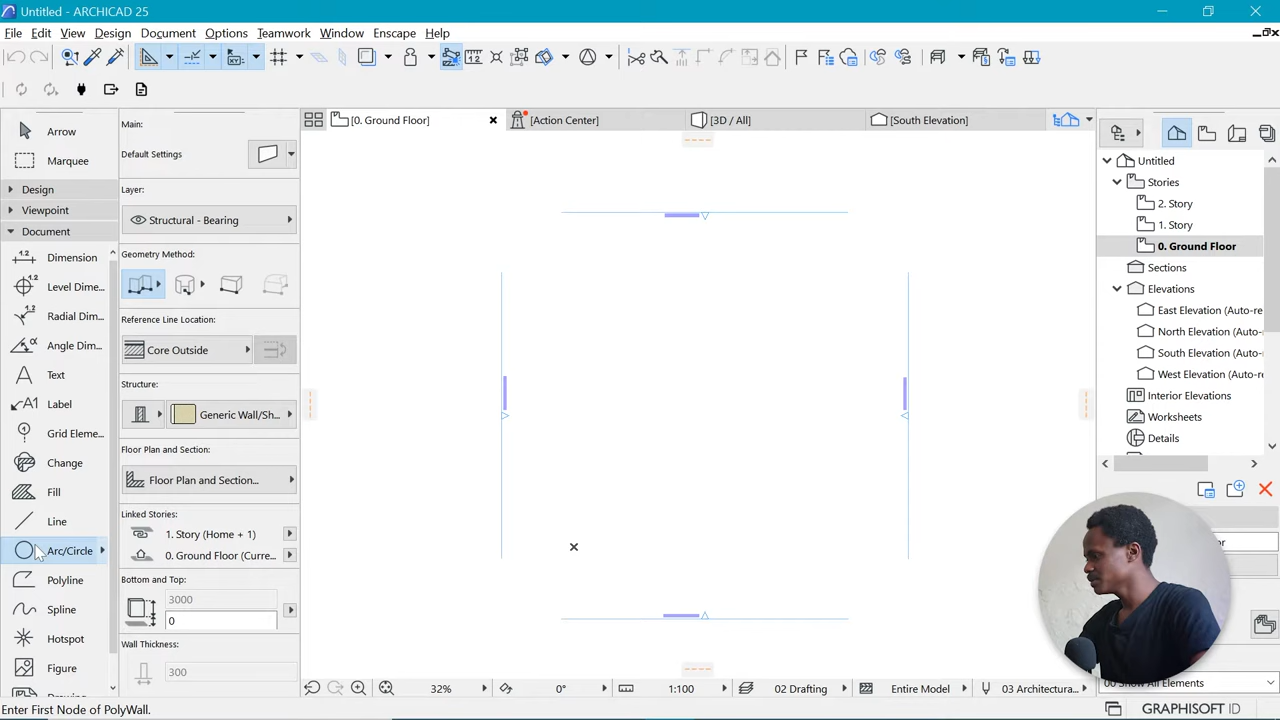 Untitled - ARCHICAD 25
File Edit View Design Document Options Teamwork Window Enscape Help
[0. Ground Floor]
[Action Center]
[3D / All]
[South Elevation]
Arrow
Marquee
Design
Viewpoint
Document
Dimension
Level Dime...
Radial Dim...
Angle Dim...
Text
Label
Grid Eleme...
Change
Fill
Line
Arc/Circle
Polyline
Spline
Hotspot
Figure
Main:
Default Settings
Layer:
Structural - Bearing
Geometry Method:
Reference Line Location:
Core Outside
Structure:
Generic Wall/Sh...
Floor Plan and Section:
Floor Plan and Section...
Linked Stories:
1. Story (Home + 1)
0. Ground Floor (Curre...
Bottom and Top:
3000
0
Wall Thickness:
300
Untitled
Stories
2. Story
1. Story
0. Ground Floor
Sections
Elevations
East Elevation (Auto-re
North Elevation (Auto-
South Elevation (Auto-re
West Elevation (Auto-re
Interior Elevations
Worksheets
Details
32%
0°
1:100
02 Drafting
Entire Model
03 Architectura...
00 Show All Elements
Enter First Node of PolyWall.
GRAPHISOFT ID